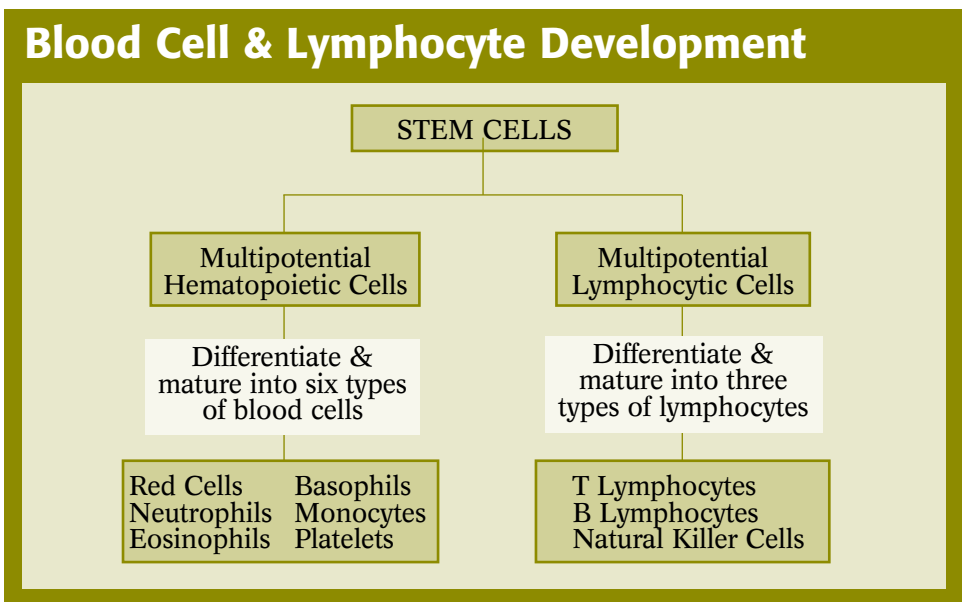 Blood Cell & Lymphocyte Development
STEM CELLS
Multipotential
Hematopoietic Cells
Multipotential
Lymphocytic Cells
Differentiate &
mature into six types
of blood cells
Differentiate &
mature into three
types of lymphocytes
Red Cells
Neutrophils
Eosinophils
Basophils
Monocytes
Platelets
T Lymphocytes
B Lymphocytes
Natural Killer Cells